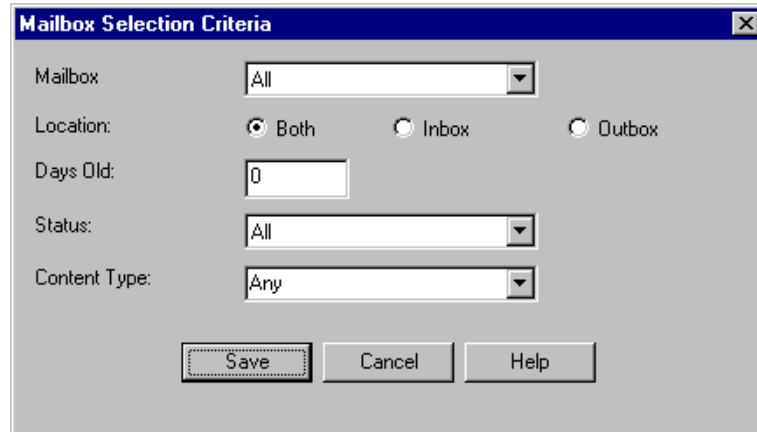 Mailbox Selection Criteria
Mailbox All
Location: Both Inbox Outbox
Days Old: 0
Status: All
Content Type: Any
Save Cancel Help